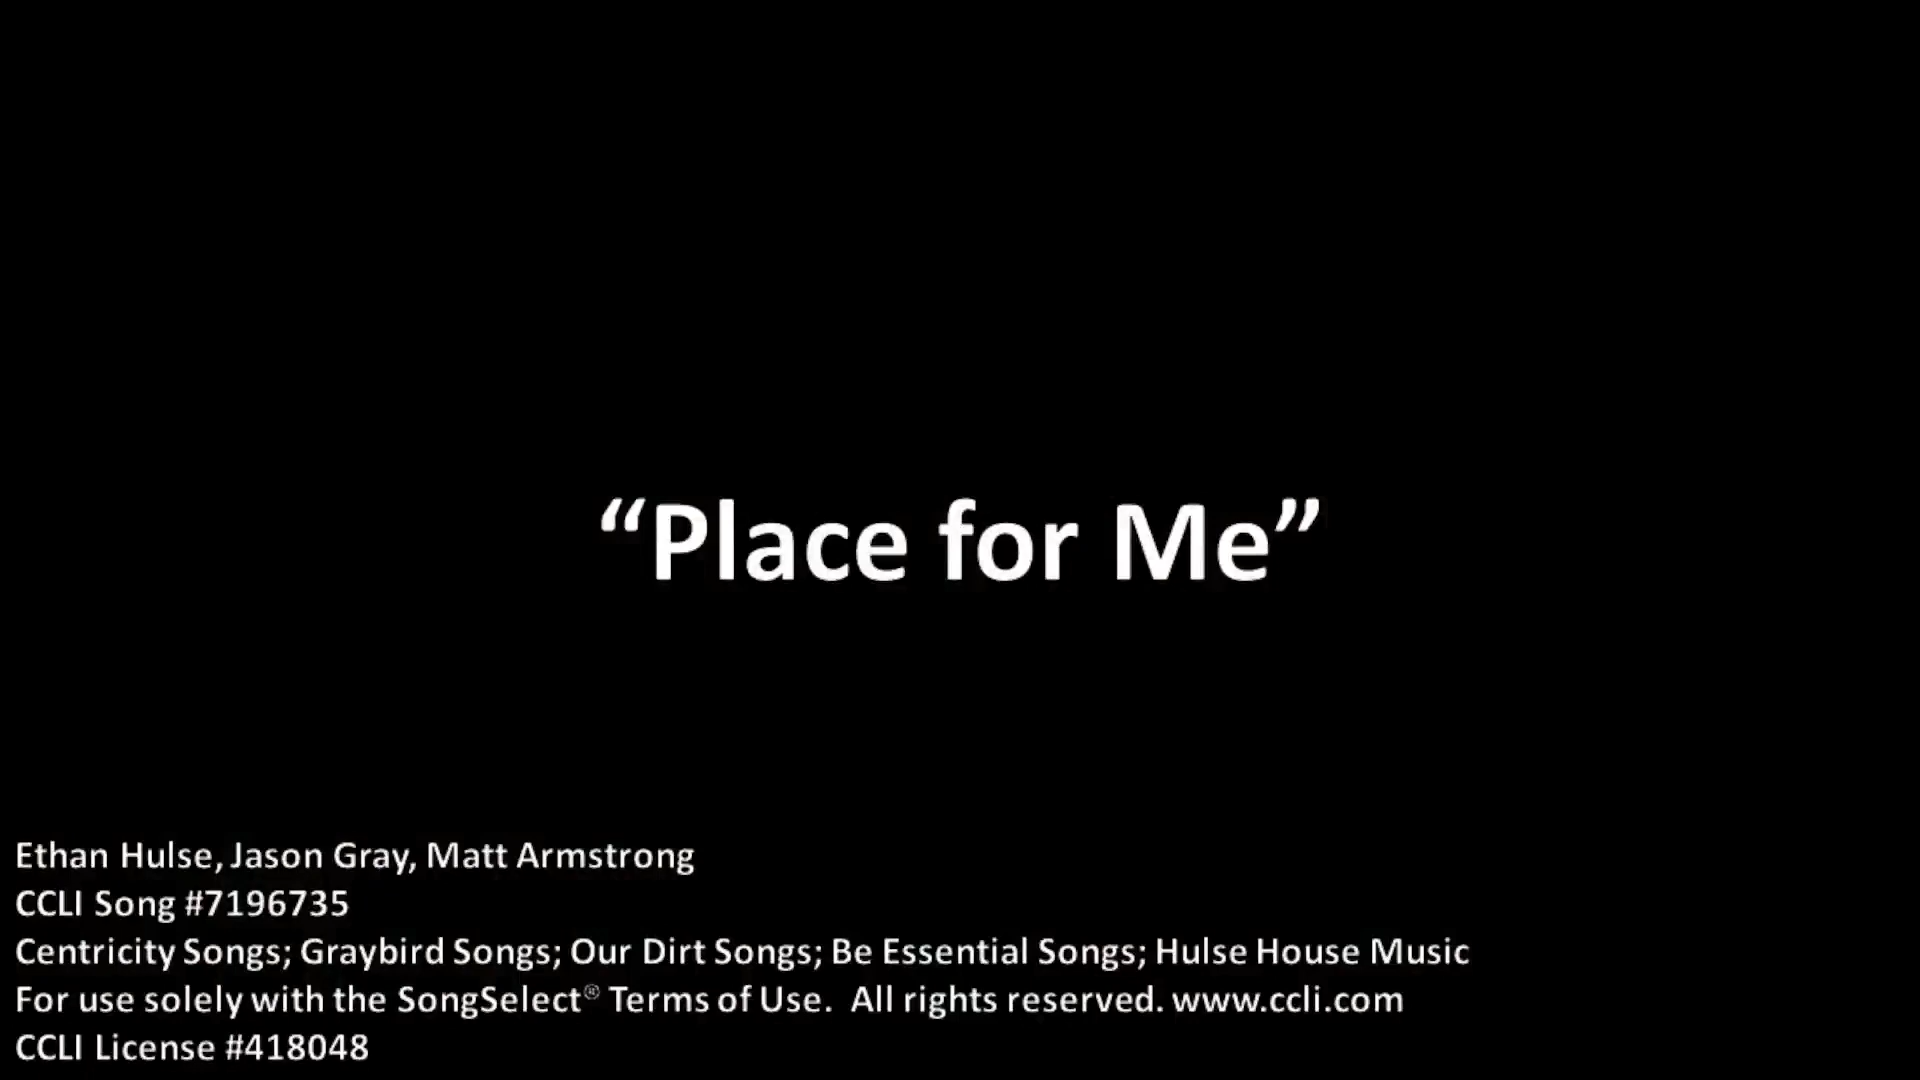 “Place for Me”
Ethan Hulse, Jason Gray, Matt Armstrong
CCLI Song #7196735
Centricity Songs; Graybird Songs; Our Dirt Songs; Be Essential Songs; Hulse House Music
For use solely with the SongSelect® Terms of Use.  All rights reserved. www.ccli.com
CCLI License #418048